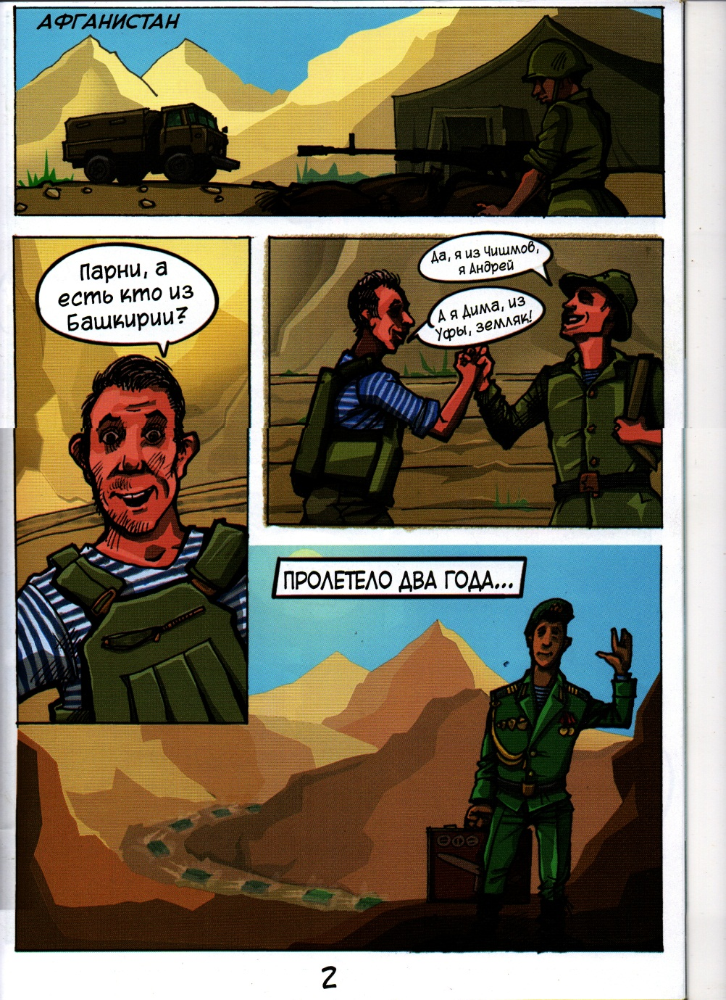 АФГАНИСТАН
Парни, а
есть кто из
Башкирии?
Да, я из Чишмов,
я Андрей
А я Дима, из
Уфы, земляк!
ПРОЛЕТЕЛО ДВА ГОДА...
2